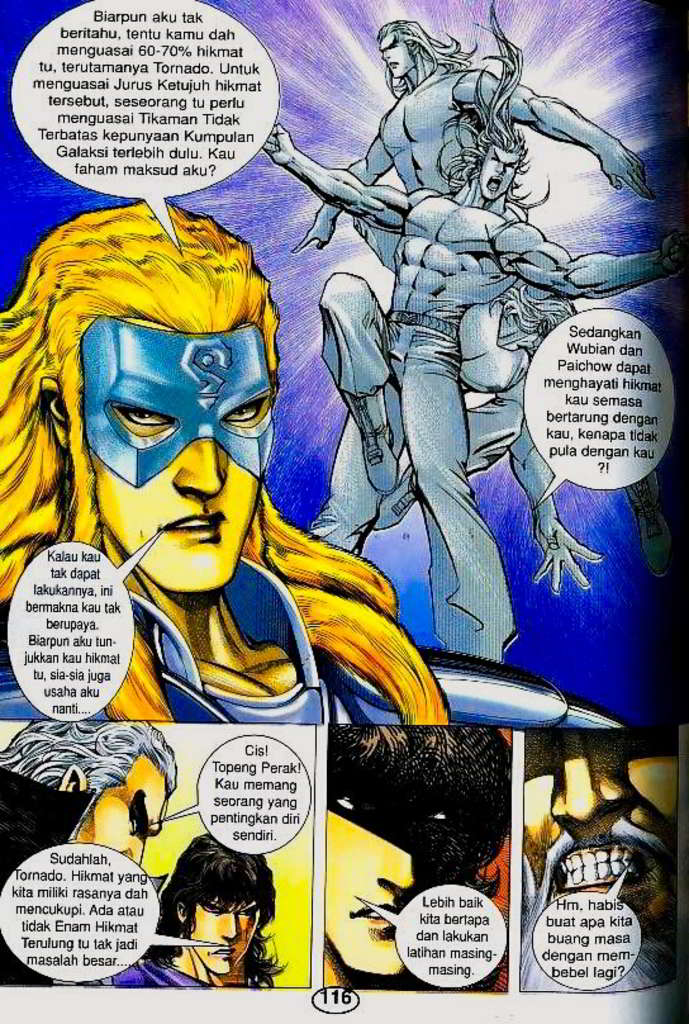 Biarpun aku tak
beritahu, tentu kamu dah
menguasai 60-70% hikmat
tu, terutamanya Tornado. Untuk
menguasai Jurus Ketujuh hikmat
tersebut, seseorang tu perlu
menguasai Tikaman Tidak
Terbatas kepunyaan Kumpulan
Galaksi terlebih dulu. Kau
faham maksud aku?
Sedangkan
Wubian dan
Paichow dapat
menghayati hikmat
kau semasa
bertarung dengan
kau, kenapa tidak
pula dengan kau
?!
Kalau kau
tak dapat
lakukannya, ini
bermakna kau tak
berupaya.
Biarpun aku tun-
jukkan kau hikmat
tu, sia-sia juga
usaha aku
nanti....
Cis!
Topeng Perak!
Kau memang
seorang yang
pentingkan diri
sendiri.
Sudahlah,
Tornado. Hikmat yang
kita miliki rasanya dah
mencukupi. Ada atau
tidak Enam Hikmat
Terulung tu tak jadi
masalah besar....
Lebih baik
kita bertapa
dan lakukan
latihan masing-
masing.
Hm, habis
buat apa kita
buang masa
dengan mem-
bebel lagi?
116